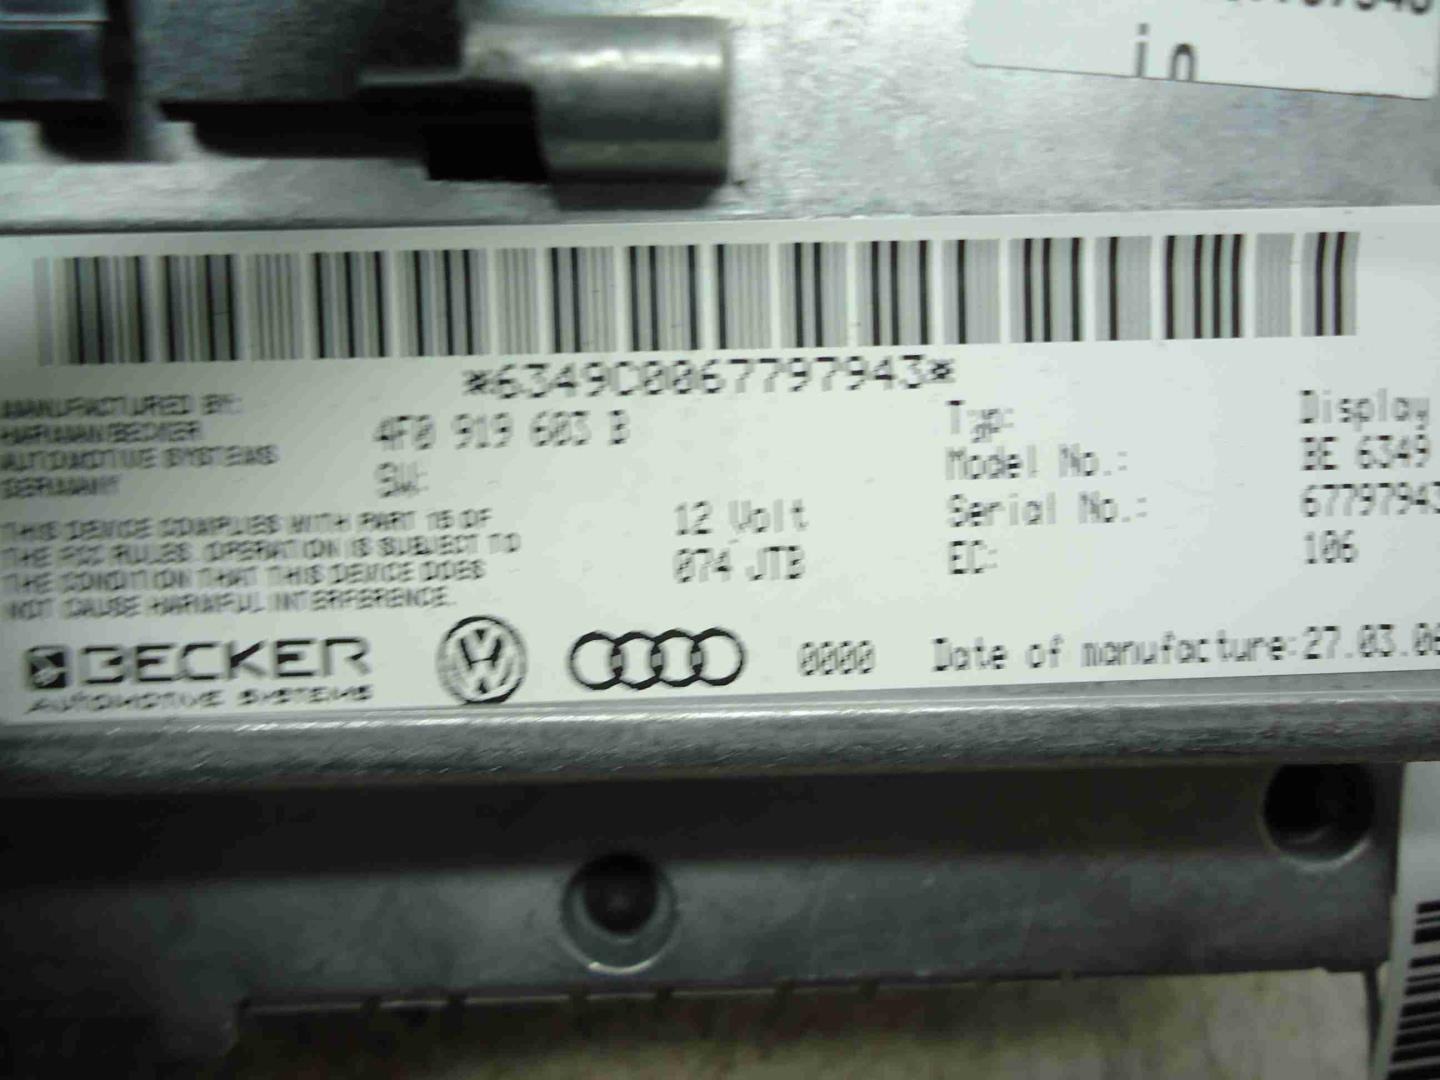 in
*6349C0067797943*
MANUFACTURED BY:
HARMAN/BECKER
AUTOMOTIVE SYSTEMS
GERMANY
4F0 919 603 B
SW:
THIS DEVICE COMPLIES WITH PART 15 OF
THE FCC RULES. OPERATION IS SUBJECT TO
THE CONDITION THAT THIS DEVICE DOES
NOT CAUSE HARMFUL INTERFERENCE.
12 Volt
074 JTB
Typ: Display
Model No.: BE 6349
Serial No.: 67797943
EC: 106
BECKER
AUTOMOTIVE SYSTEMS
0000
Date of manufacture: 27.03.06